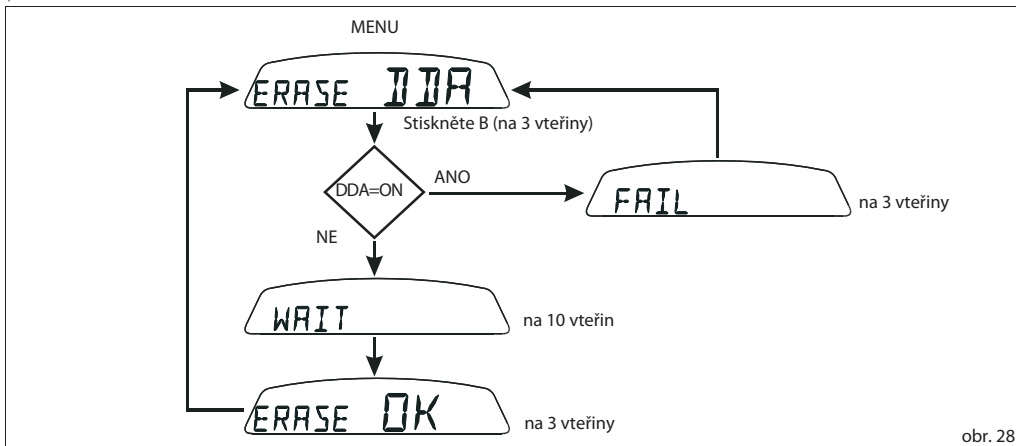 MENU
ERASE DDA
Stiskněte B (na 3 vteřiny)
DDA=ON
ANO
FAIL
na 3 vteřiny
NE
WAIT
na 10 vteřin
ERASE OK
na 3 vteřiny
obr. 28